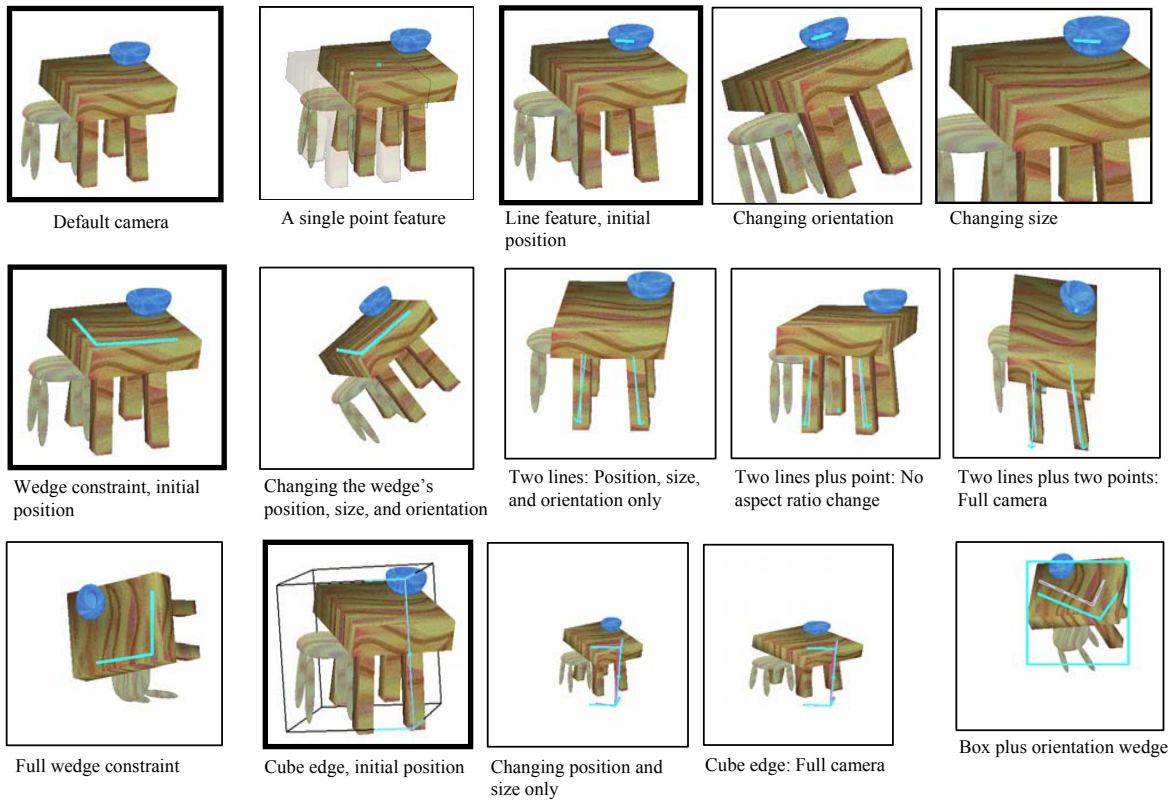 Default camera
A single point feature
Line feature, initial
position
Changing orientation
Changing size
Wedge constraint, initial
position
Changing the wedge's
position, size, and orientation
Two lines: Position, size,
and orientation only
Two lines plus point: No
aspect ratio change
Two lines plus two points:
Full camera
Full wedge constraint
Cube edge, initial position
Changing position and
size only
Cube edge: Full camera
Box plus orientation wedge